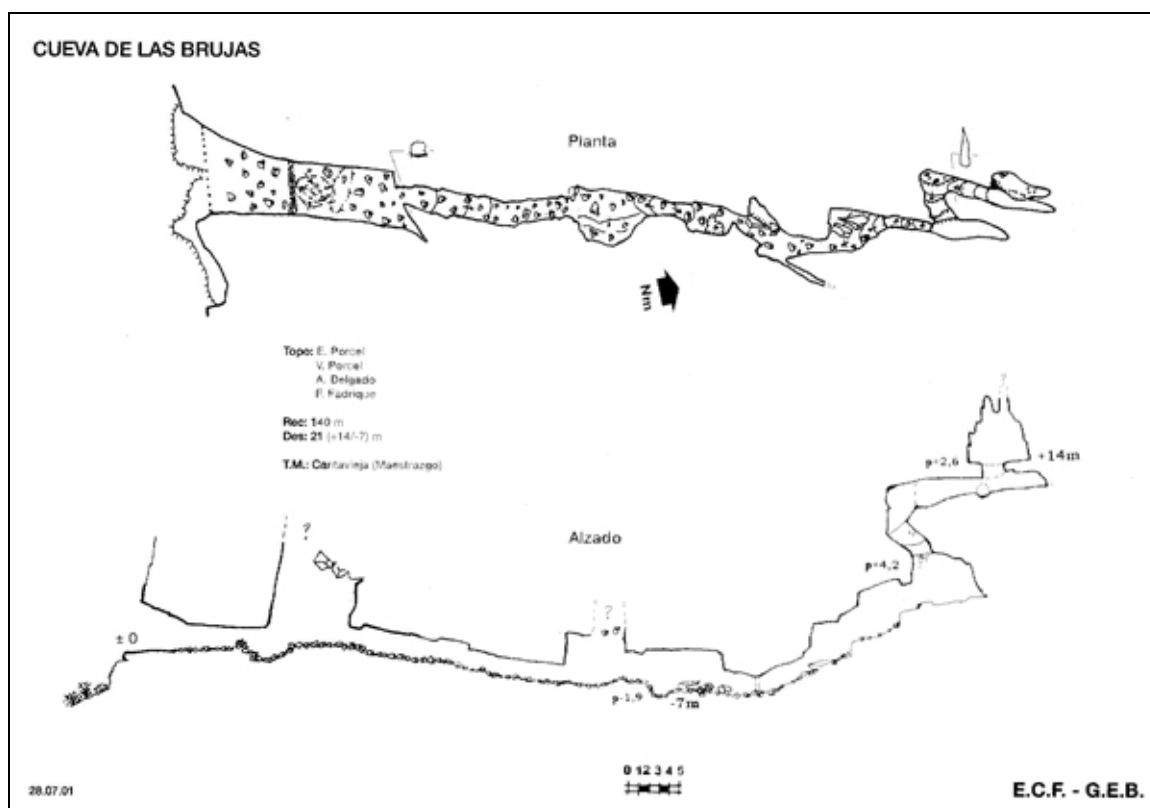 CUEVA DE LAS BRUJAS
Planta
Nm
Topo: E. Porcel
V. Porcel
A. Delgado
F. Fadrique
Rec: 140 m
Des: 21 (+14/-7) m
T.M.: Cantavieja (Maestrazgo)
?
p=2,6
+14m
?
Alzado
p=4,2
?
±0
p-1,9
-7m
0 1 2 3 4 5
28.07.01
E.C.F. - G.E.B.